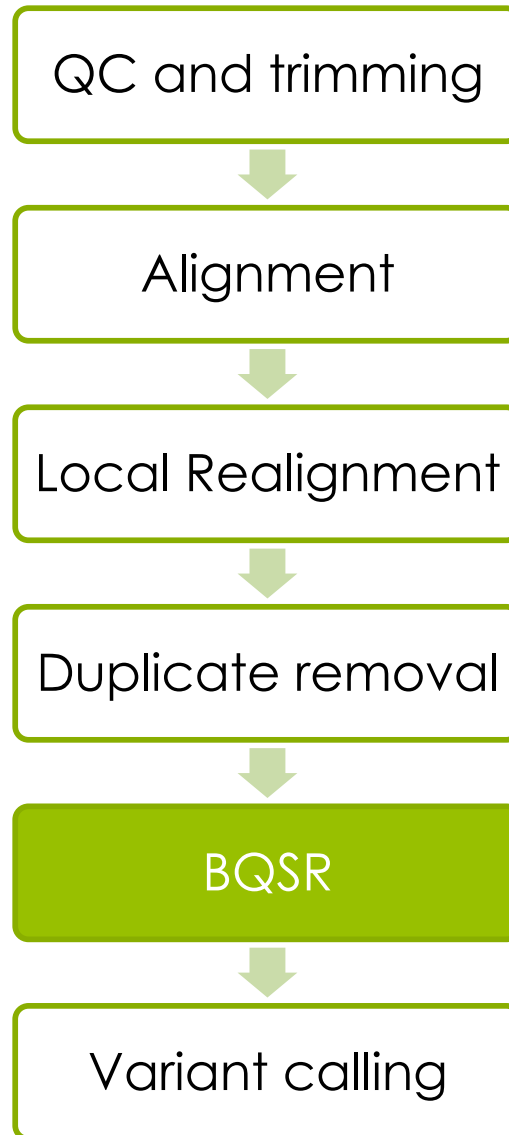 QC and trimming
Alignment
Local Realignment
Duplicate removal
BQSR
Variant calling